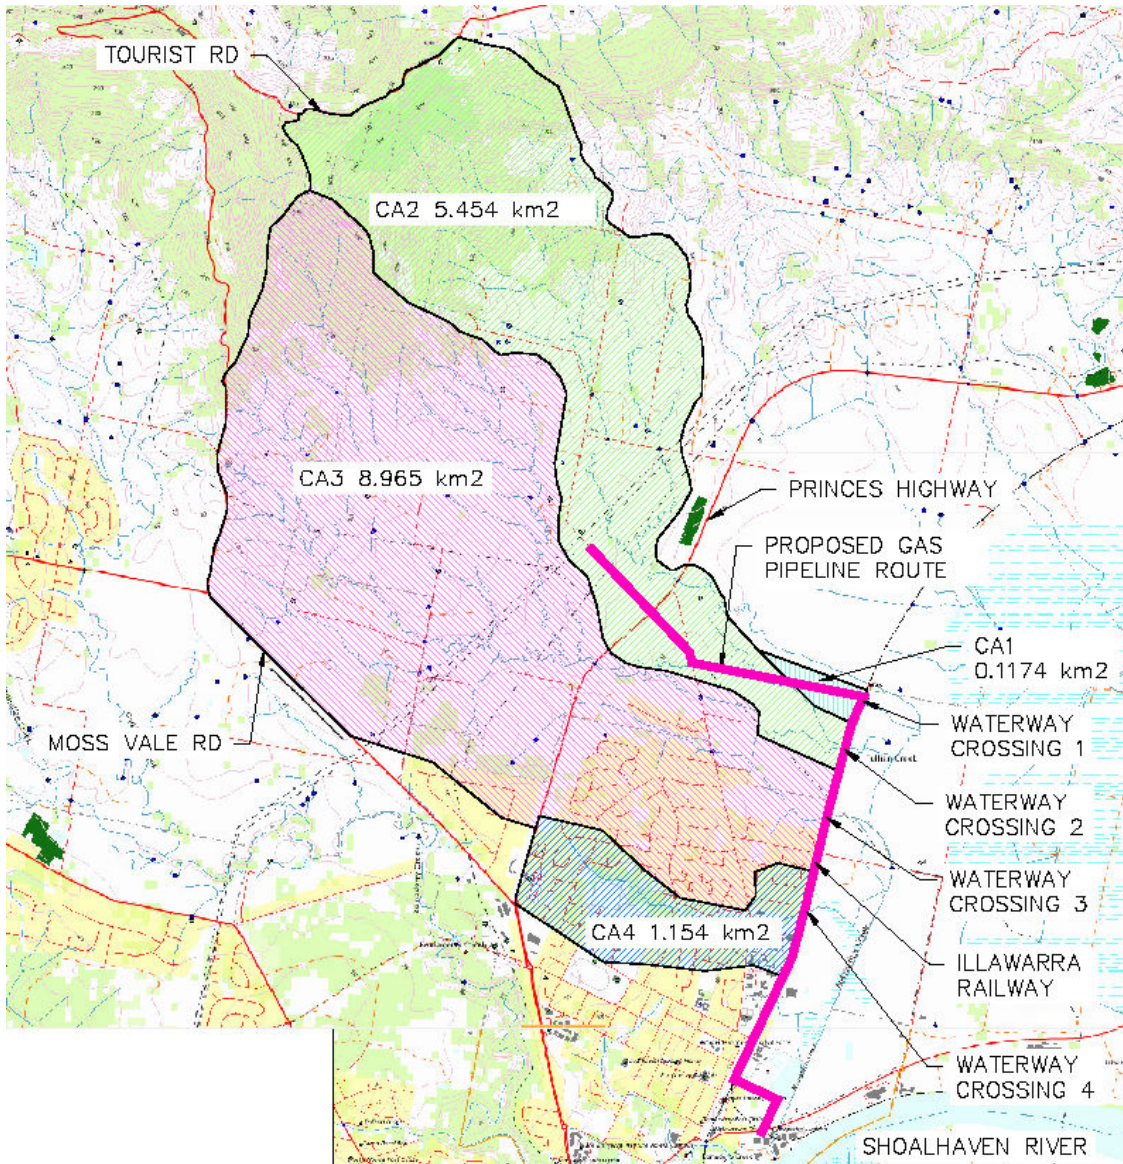 TOURIST RD
CA2 5.454 km2
CA3 8.965 km2
PRINCES HIGHWAY
PROPOSED GAS
PIPELINE ROUTE
CA1
0.1174 km2
WATERWAY
CROSSING 1
MOSS VALE RD
WATERWAY
CROSSING 2
WATERWAY
CROSSING 3
CA4 1.154 km2
ILLAWARRA
RAILWAY
WATERWAY
CROSSING 4
SHOALHAVEN RIVER